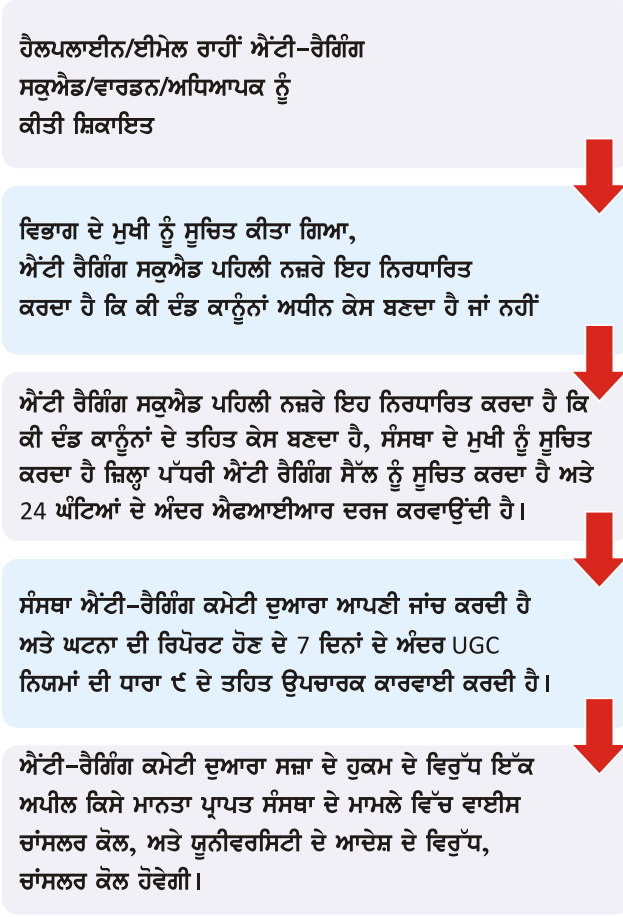 ਹੈਲਪਲਾਈਨ/ਈਮੇਲ ਰਾਹੀਂ ਐਂਟੀ-ਰੈਗਿੰਗ
ਸਕੁਐਡ/ਵਾਰਡਨ/ਅਧਿਆਪਕ ਨੂੰ
ਕੀਤੀ ਸ਼ਿਕਾਇਤ
ਵਿਭਾਗ ਦੇ ਮੁਖੀ ਨੂੰ ਸੂਚਿਤ ਕੀਤਾ ਗਿਆ,
ਐਂਟੀ ਰੈਗਿੰਗ ਸਕੁਐਡ ਪਹਿਲੀ ਨਜ਼ਰੇ ਇਹ ਨਿਰਧਾਰਿਤ
ਕਰਦਾ ਹੈ ਕਿ ਕੀ ਦੰਡ ਕਾਨੂੰਨਾਂ ਅਧੀਨ ਕੇਸ ਬਣਦਾ ਹੈ ਜਾਂ ਨਹੀਂ
ਐਂਟੀ ਰੈਗਿੰਗ ਸਕੁਐਡ ਪਹਿਲੀ ਨਜ਼ਰੇ ਇਹ ਨਿਰਧਾਰਿਤ ਕਰਦਾ ਹੈ ਕਿ
ਕੀ ਦੰਡ ਕਾਨੂੰਨਾਂ ਦੇ ਤਹਿਤ ਕੇਸ ਬਣਦਾ ਹੈ, ਸੰਸਥਾ ਦੇ ਮੁਖੀ ਨੂੰ ਸੂਚਿਤ
ਕਰਦਾ ਹੈ ਜ਼ਿਲ੍ਹਾ ਪੱਧਰੀ ਐਂਟੀ ਰੈਗਿੰਗ ਸੈੱਲ ਨੂੰ ਸੂਚਿਤ ਕਰਦਾ ਹੈ ਅਤੇ
24 ਘੰਟਿਆਂ ਦੇ ਅੰਦਰ ਐਫਆਈਆਰ ਦਰਜ ਕਰਵਾਉਂਦੀ ਹੈ।
ਸੰਸਥਾ ਐਂਟੀ-ਰੈਗਿੰਗ ਕਮੇਟੀ ਦੁਆਰਾ ਆਪਣੀ ਜਾਂਚ ਕਰਦੀ ਹੈ
ਅਤੇ ਘਟਨਾ ਦੀ ਰਿਪੋਰਟ ਹੋਣ ਦੇ 7 ਦਿਨਾਂ ਦੇ ਅੰਦਰ UGC
ਨਿਯਮਾਂ ਦੀ ਧਾਰਾ ੯ ਦੇ ਤਹਿਤ ਉਪਚਾਰਕ ਕਾਰਵਾਈ ਕਰਦੀ ਹੈ।
ਐਂਟੀ-ਰੈਗਿੰਗ ਕਮੇਟੀ ਦੁਆਰਾ ਸਜ਼ਾ ਦੇ ਹੁਕਮ ਦੇ ਵਿਰੁੱਧ ਇੱਕ
ਅਪੀਲ ਕਿਸੇ ਮਾਨਤਾ ਪ੍ਰਾਪਤ ਸੰਸਥਾ ਦੇ ਮਾਮਲੇ ਵਿੱਚ ਵਾਈਸ
ਚਾਂਸਲਰ ਕੋਲ, ਅਤੇ ਯੂਨੀਵਰਸਿਟੀ ਦੇ ਆਦੇਸ਼ ਦੇ ਵਿਰੁੱਧ,
ਚਾਂਸਲਰ ਕੋਲ ਹੋਵੇਗੀ।